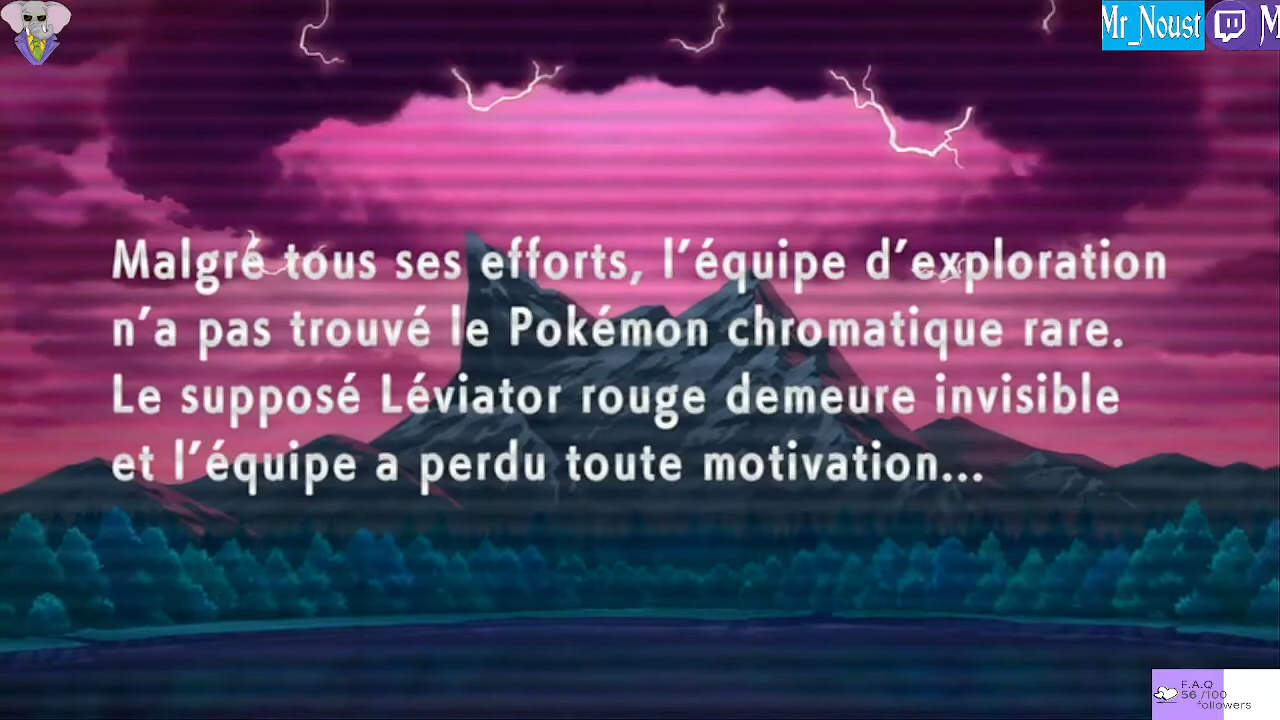 Mr_Noust M
Malgré tous ses efforts, l'équipe d'exploration
n'a pas trouvé le Pokémon chromatique rare.
Le supposé Léviator rouge demeure invisible
et l'équipe a perdu toute motivation...
F.A.Q
56 /100
followers